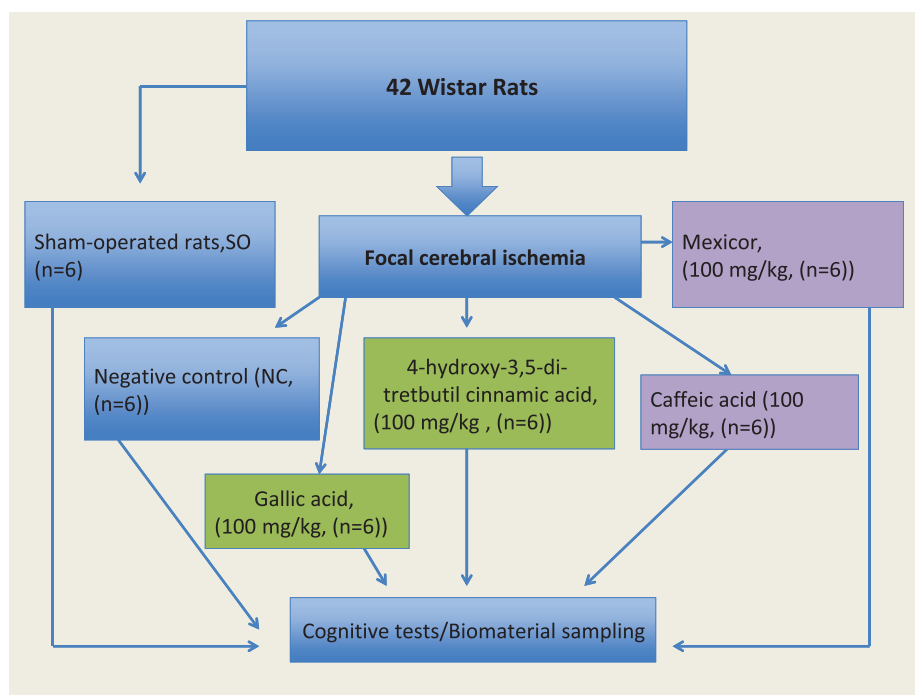 42 Wistar Rats
Sham-operated rats,SO
(n=6)
Focal cerebral ischemia
Mexicor,
(100 mg/kg, (n=6))
Negative control (NC,
(n=6))
4-hydroxy-3,5-di-
tretbutil cinnamic acid,
(100 mg/kg , (n=6))
Caffeic acid (100
mg/kg, (n=6))
Gallic acid,
(100 mg/kg, (n=6))
Cognitive tests/Biomaterial sampling